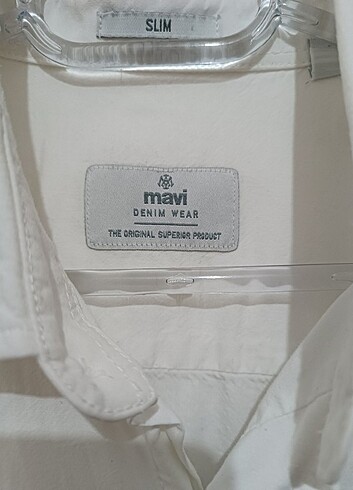 SLIM
mavi
DENIM WEAR
THE ORIGINAL SUPERIOR PRODUCT